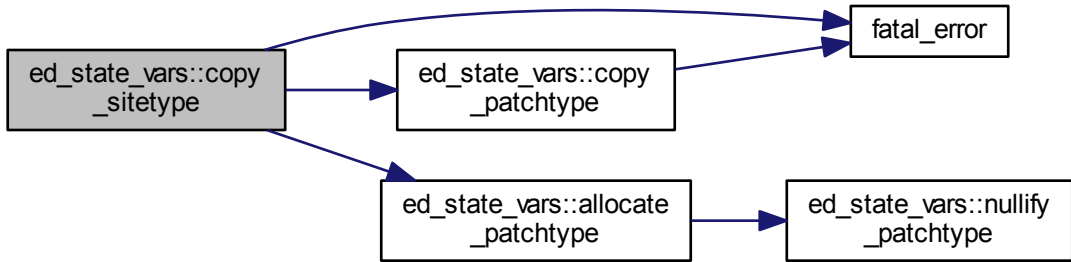 ed_state_vars::copy
_sitetype
ed_state_vars::copy
_patchtype
fatal_error
ed_state_vars::allocate
_patchtype
ed_state_vars::nullify
_patchtype